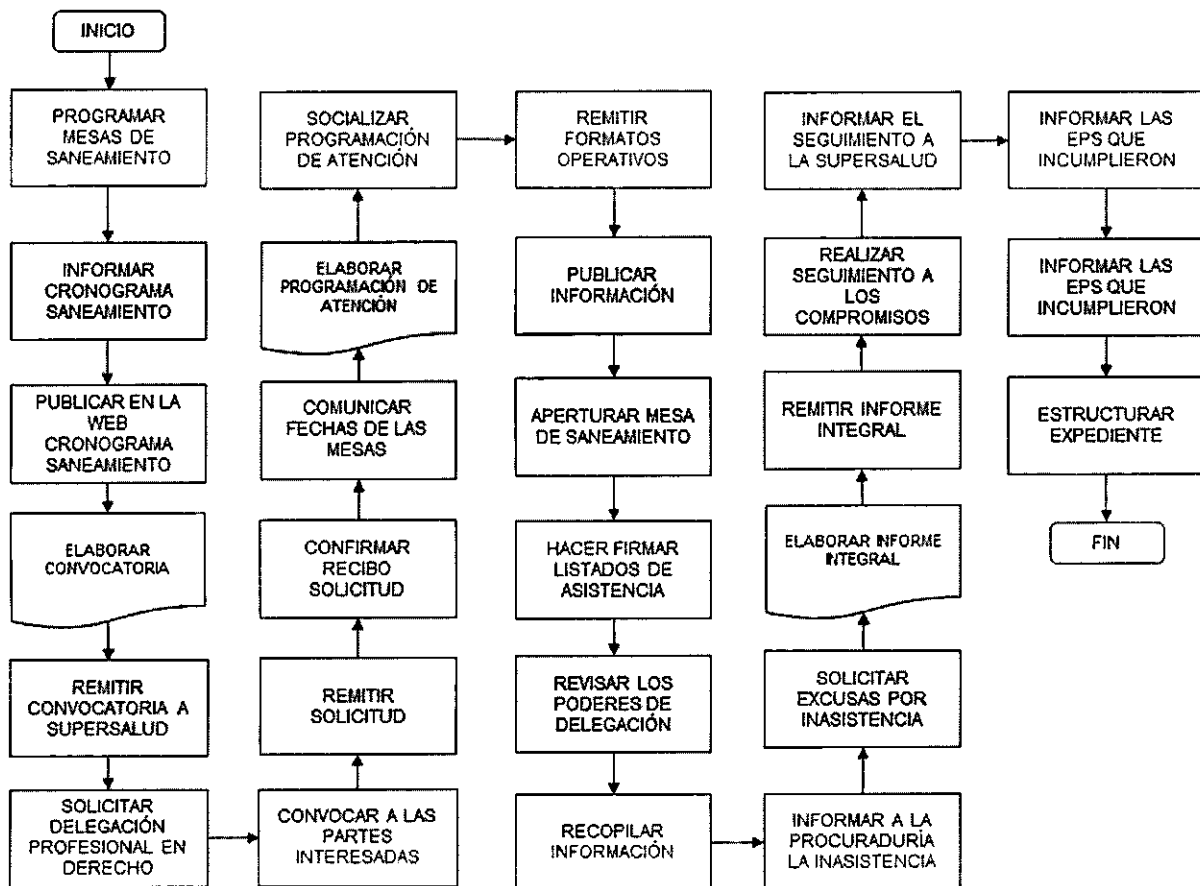 INICIO
PROGRAMAR
MESAS DE
SANEAMIENTO
INFORMAR
CRONOGRAMA
SANEAMIENTO
PUBLICAR EN LA
WEB
CRONOGRAMA
SANEAMIENTO
ELABORAR
CONVOCATORIA
REMITIR
CONVOCATORIA A
SUPERSALUD
SOLICITAR
DELEGACIÓN
PROFESIONAL EN
DERECHO
CONVOCAR A LAS
PARTES
INTERESADAS
REMITIR
SOLICITUD
CONFIRMAR
RECIBO
SOLICITUD
COMUNICAR
FECHAS DE LAS
MESAS
ELABORAR
PROGRAMACIÓN DE
ATENCIÓN
SOCIALIZAR
PROGRAMACIÓN
DE ATENCIÓN
REMITIR
FORMATOS
OPERATIVOS
PUBLICAR
INFORMACIÓN
APERTURAR MESA
DE SANEAMIENTO
HACER FIRMAR
LISTADOS DE
ASISTENCIA
REVISAR LOS
PODERES DE
DELEGACIÓN
RECOPILAR
INFORMACIÓN
INFORMAR A LA
PROCURADURÍA
LA INASISTENCIA
SOLICITAR
EXCUSAS POR
INASISTENCIA
ELABORAR INFORME
INTEGRAL
REMITIR INFORME
INTEGRAL
REALIZAR
SEGUIMIENTO A
LOS
COMPROMISOS
INFORMAR EL
SEGUIMIENTO A
LA SUPERSALUD
INFORMAR LAS
EPS QUE
INCUMPLIERON
INFORMAR LAS
EPS QUE
INCUMPLIERON
ESTRUCTURAR
EXPEDIENTE
FIN